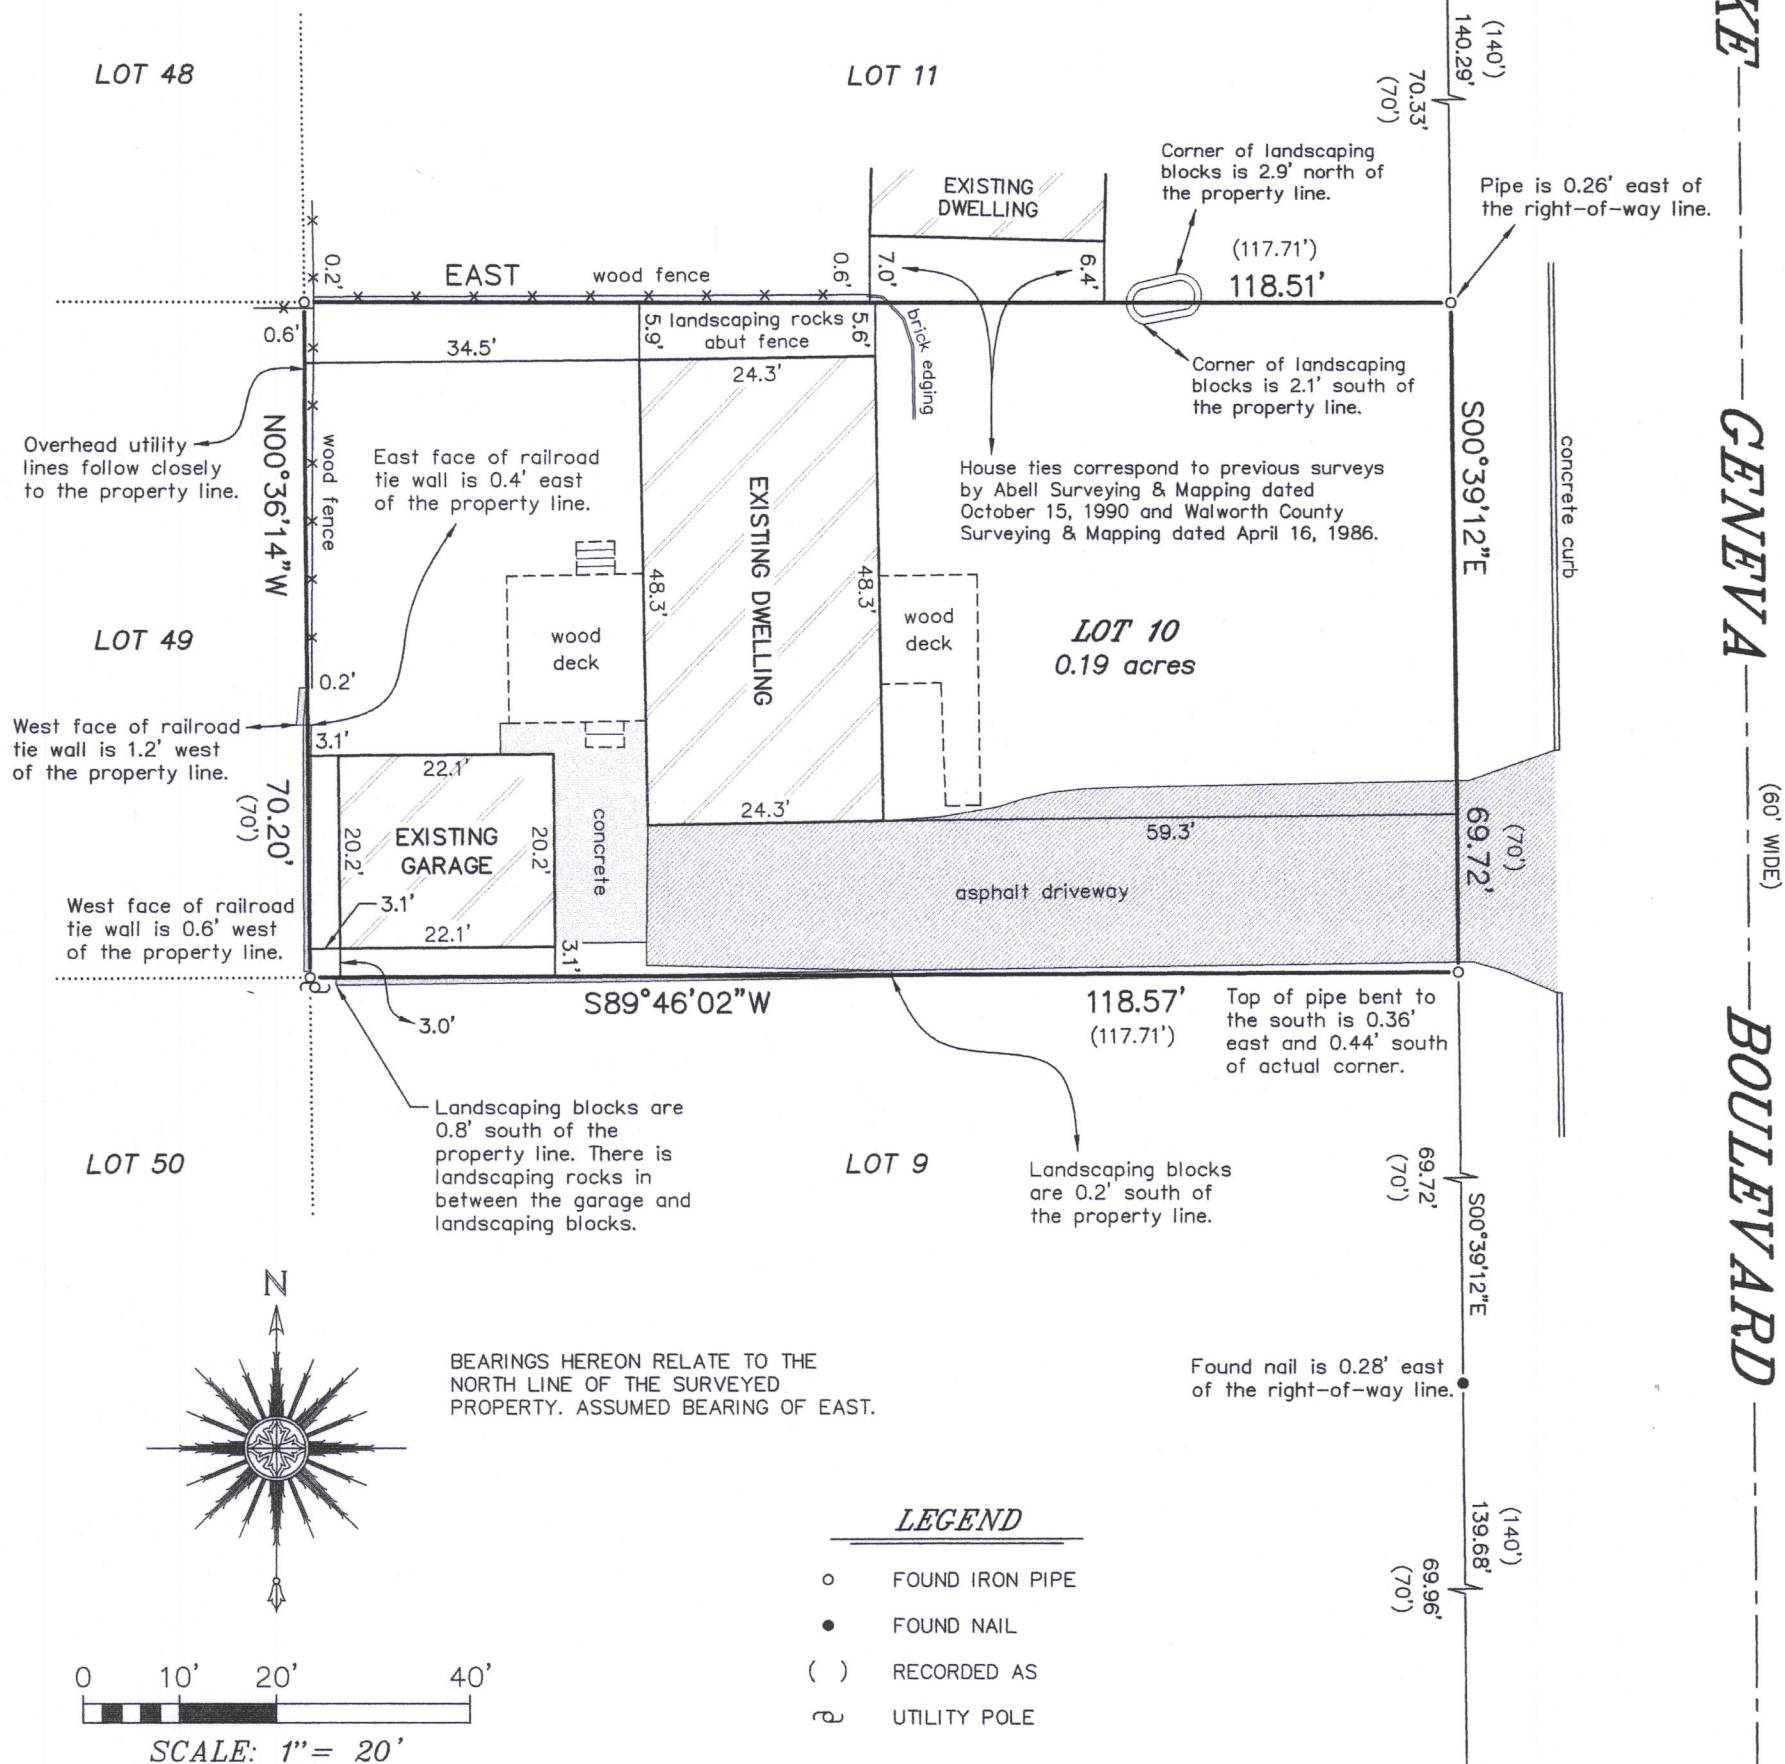 LOT 48
LOT 11
(140')
140.29'
70.33'
(70')
Corner of landscaping
blocks is 2.9' north of
the property line.
Pipe is 0.26' east of
the right-of-way line.
EXISTING
DWELLING
7.0'
6.4'
(117.71')
118.51'
0.2'
EAST
wood fence
0.6'
0.6'
34.5'
5.9'
landscaping rocks
abut fence
5.6'
brick edging
24.3'
Corner of landscaping
blocks is 2.1' south of
the property line.
Overhead utility
lines follow closely
to the property line.
N00°36'14"W
wood fence
East face of railroad
tie wall is 0.4' east
of the property line.
House ties correspond to previous surveys
by Abell Surveying & Mapping dated
October 15, 1990 and Walworth County
Surveying & Mapping dated April 16, 1986.
S00°39'12"E
concrete curb
GENEVA
BOULEVARD
(60' WIDE)
LOT 49
wood
deck
48.3'
EXISTING DWELLING
48.3'
wood
deck
LOT 10
0.19 acres
0.2'
West face of railroad
tie wall is 1.2' west
of the property line.
3.1'
22.1'
70.20'
(70')
20.2'
EXISTING
GARAGE
20.2'
concrete
24.3'
59.3'
69.72'
(70')
asphalt driveway
West face of railroad
tie wall is 0.6' west
of the property line.
3.1'
22.1'
3.1'
3.0'
S89°46'02"W
118.57'
(117.71')
Top of pipe bent to
the south is 0.36'
east and 0.44' south
of actual corner.
Landscaping blocks are
0.8' south of the
property line. There is
landscaping rocks in
between the garage and
landscaping blocks.
LOT 50
LOT 9
Landscaping blocks
are 0.2' south of
the property line.
69.72'
(70')
S00°39'12"E
N
BEARINGS HEREON RELATE TO THE
NORTH LINE OF THE SURVEYED
PROPERTY. ASSUMED BEARING OF EAST.
Found nail is 0.28' east
of the right-of-way line.
(140')
139.68'
69.96'
(70')
LEGEND
FOUND IRON PIPE
FOUND NAIL
( ) RECORDED AS
UTILITY POLE
0 10' 20' 40'
SCALE: 1"= 20'